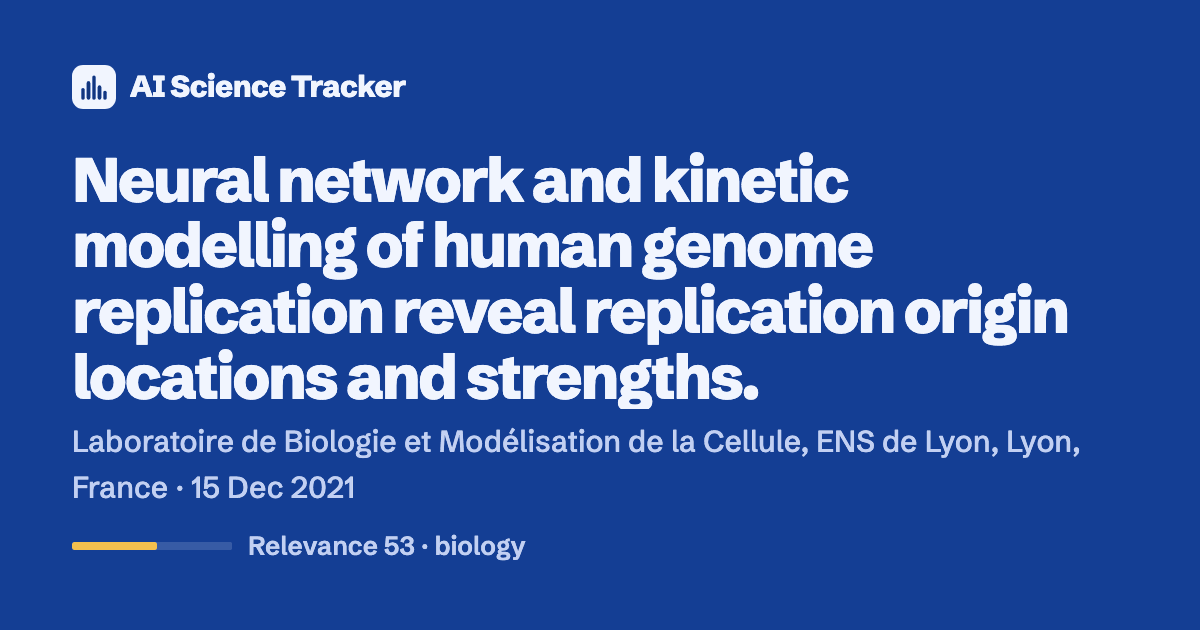 AI Science Tracker
Neural network and kinetic
modelling of human genome
replication reveal replication origin
locations and strengths.
Laboratoire de Biologie et Modélisation de la Cellule, ENS de Lyon, Lyon,
France · 15 Dec 2021
Relevance 53 · biology